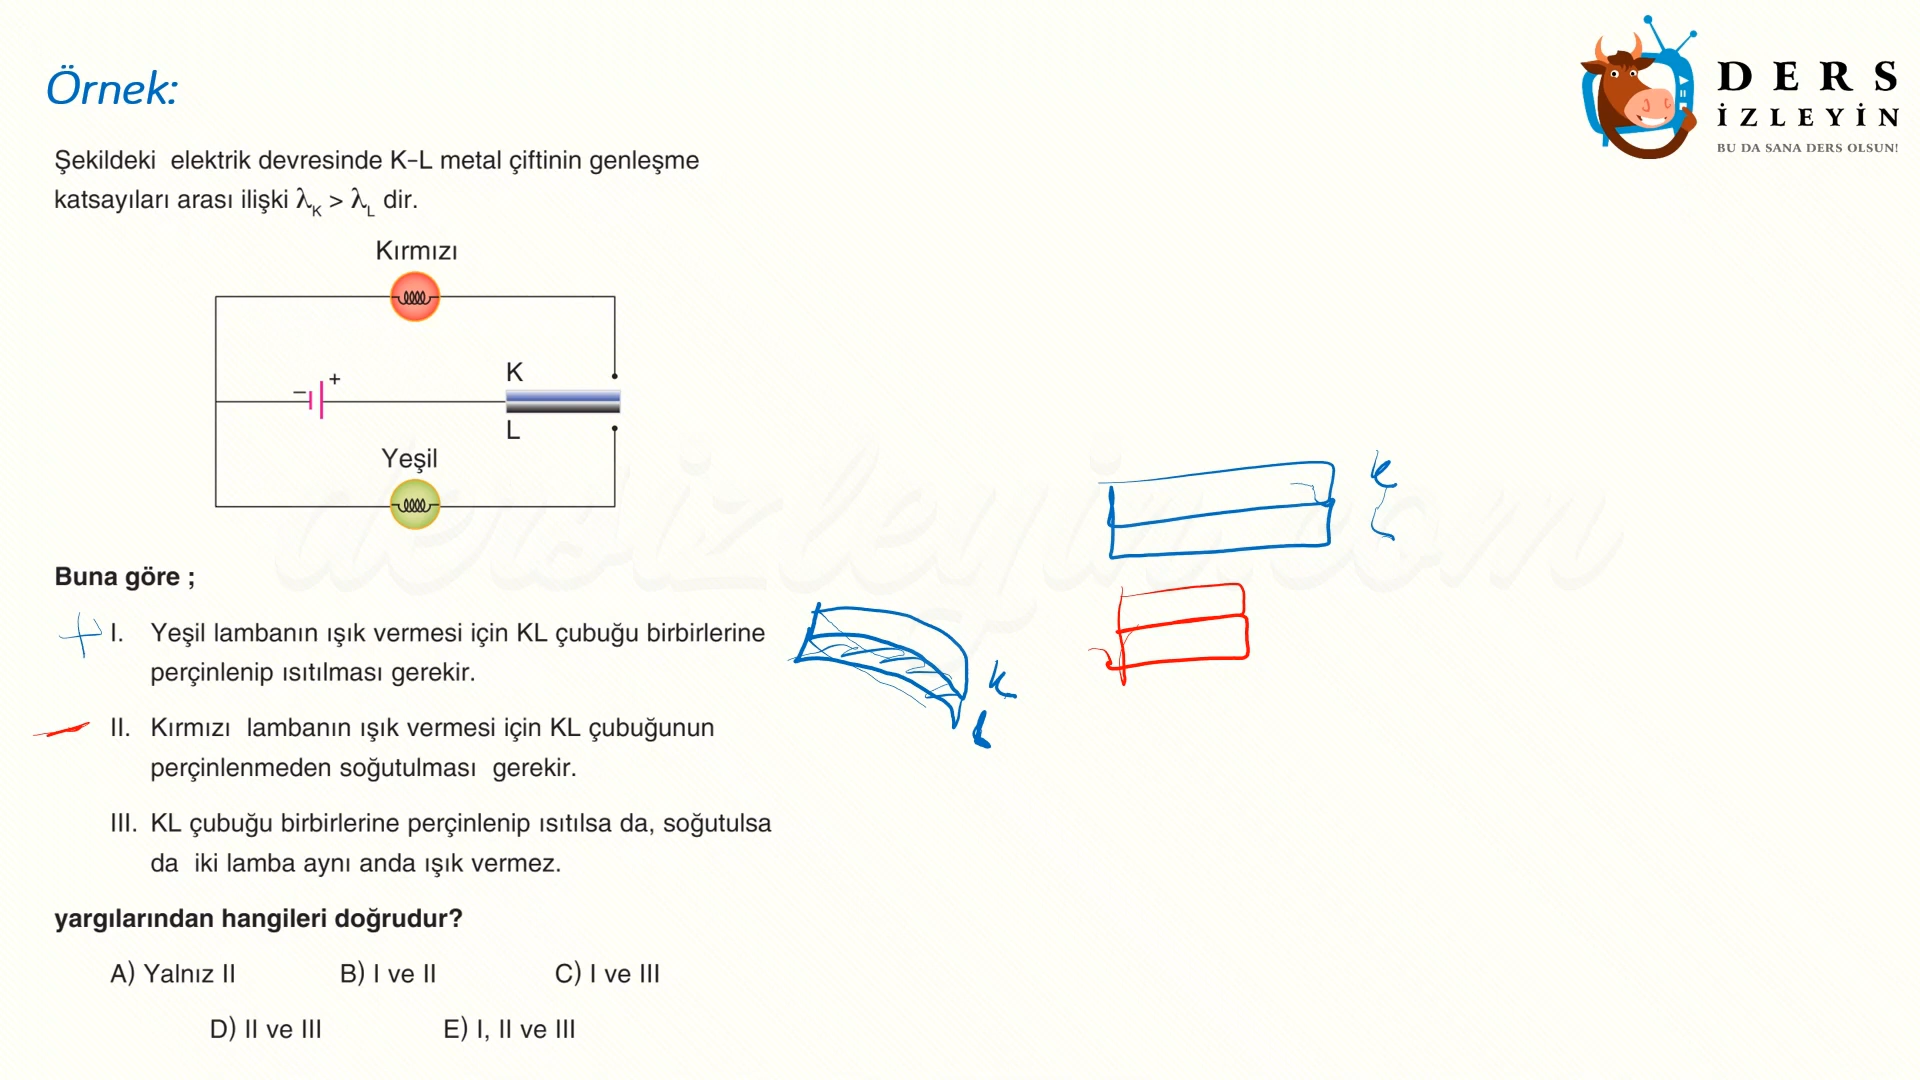 Örnek:
DERS
İZLEYİN
BU DA SANA DERS OLSUN!
Şekildeki elektrik devresinde K-L metal çiftinin genleşme
katsayıları arası ilişki λK > λL dir.
Kırmızı
K
− +
L
Yeşil
dersizleyin.com
K
L
Buna göre ;
I. Yeşil lambanın ışık vermesi için KL çubuğu birbirlerine
perçinlenip ısıtılması gerekir.
K
L
II. Kırmızı lambanın ışık vermesi için KL çubuğunun
perçinlenmeden soğutulması gerekir.
III. KL çubuğu birbirlerine perçinlenip ısıtılsa da, soğutulsa
da iki lamba aynı anda ışık vermez.
yargılarından hangileri doğrudur?
A) Yalnız II B) I ve II C) I ve III
D) II ve III E) I, II ve III